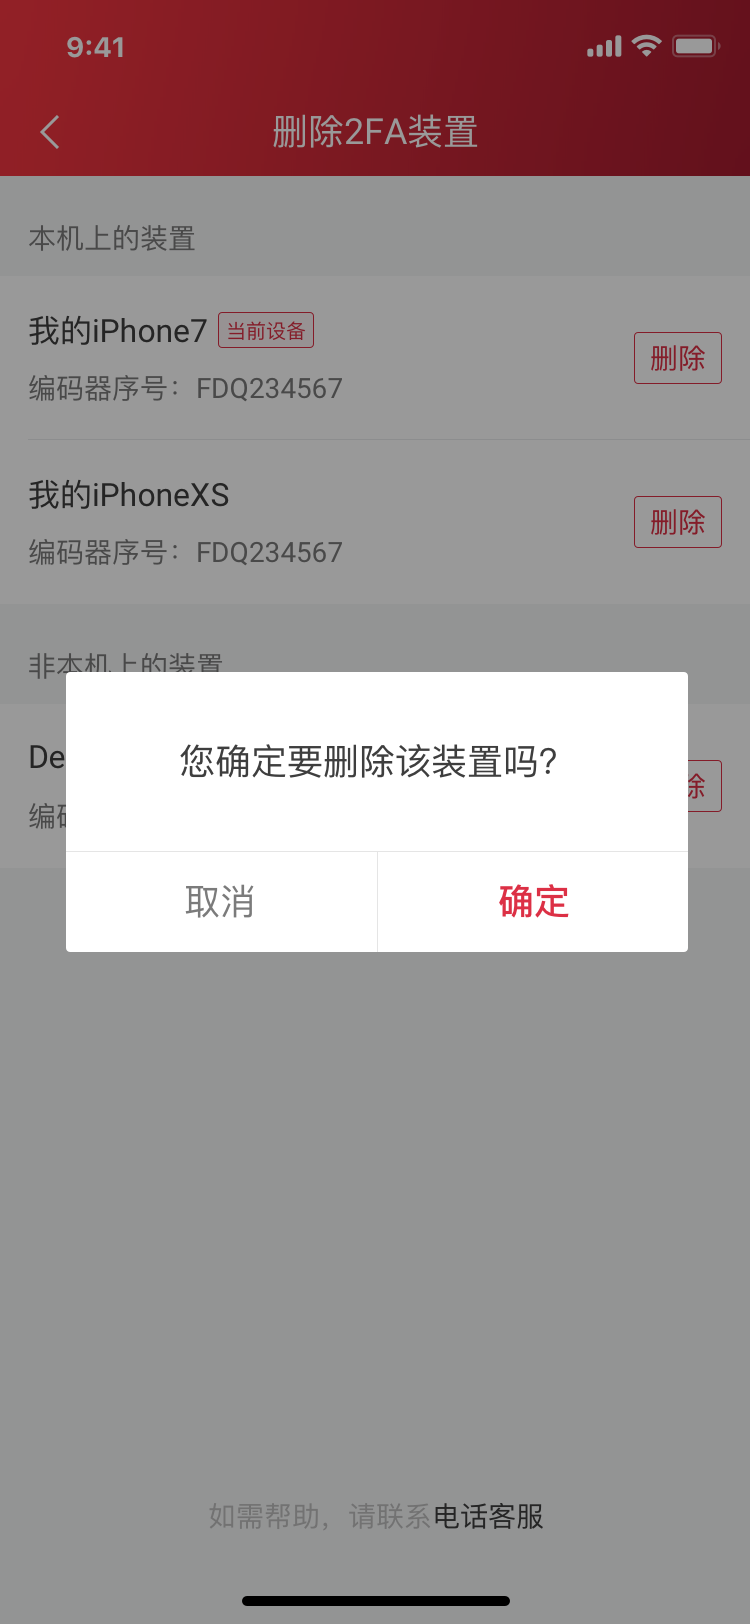 9:41
删除2FA装置
本机上的装置
我的iPhone7 当前设备
编码器序号：FDQ234567
删除
我的iPhoneXS
编码器序号：FDQ234567
删除
非本机上的装置
De
编码
除
您确定要删除该装置吗?
取消
确定
如需帮助，请联系电话客服